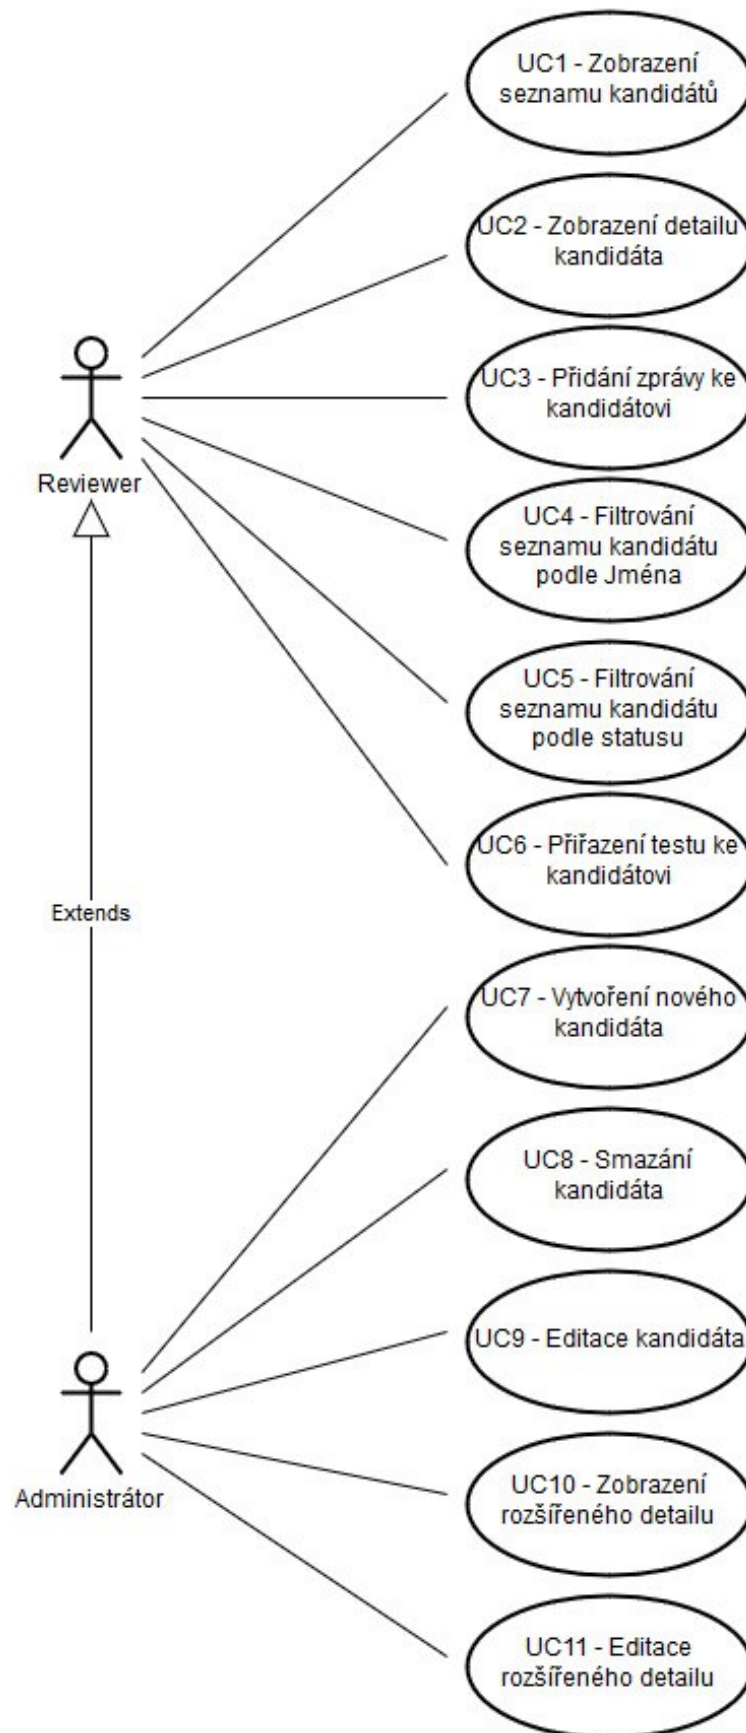 UC1 - Zobrazení
seznamu kandidátů
UC2 - Zobrazení detailu
kandidáta
UC3 - Přidání zprávy ke
kandidátovi
Reviewer
UC4 - Filtrování
seznamu kandidátu
podle Jména
UC5 - Filtrování
seznamu kandidátu
podle statusu
UC6 - Přiřazení testu ke
kandidátovi
Extends
UC7 - Vytvoření nového
kandidáta
UC8 - Smazání
kandidáta
UC9 - Editace kandidáta
UC10 - Zobrazení
rozšířeného detailu
Administrátor
UC11 - Editace
rozšířeného detailu